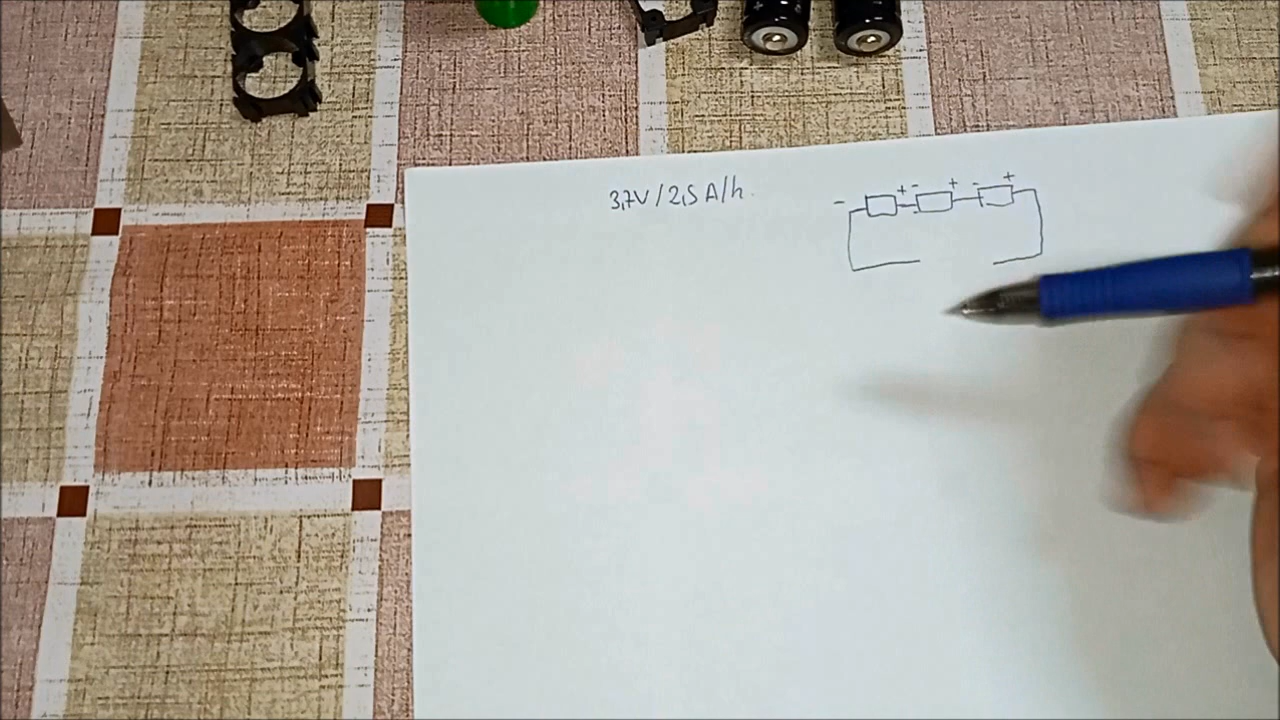 3,7V / 2,5 A/h.
- + - + - +